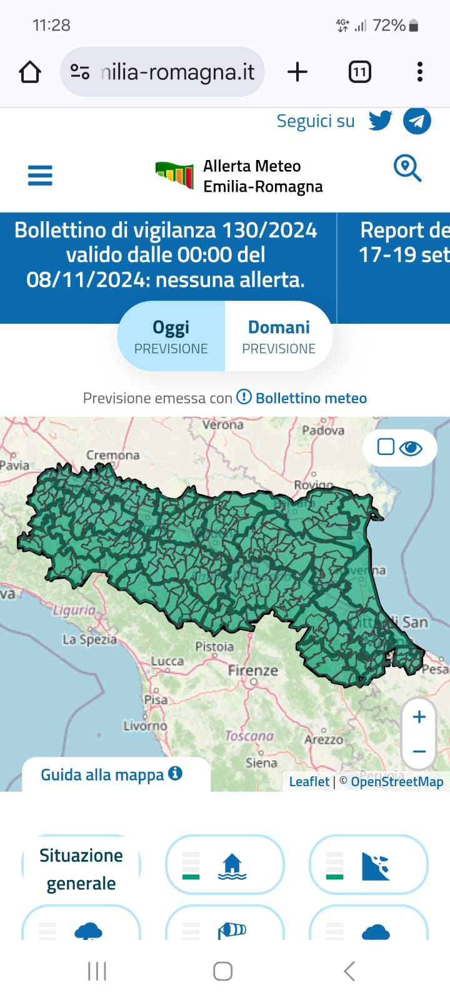 11:28
4G+
72%
nilia-romagna.it
11
Seguici su
Allerta Meteo
Emilia-Romagna
Bollettino di vigilanza 130/2024
valido dalle 00:00 del
08/11/2024: nessuna allerta.
Report de
17-19 set
Oggi
PREVISIONE
Domani
PREVISIONE
Previsione emessa con Bollettino meteo
Verona
Padova
Cremona
Pavia
Rovigo
va
Liguria
San
La Spezia
Pistoia
Lucca
Firenze
Pesa
Pisa
Livorno
Toscana
Arezzo
Siena
Perugia
+
−
Guida alla mappa
Leaflet | © OpenStreetMap
Situazione
generale